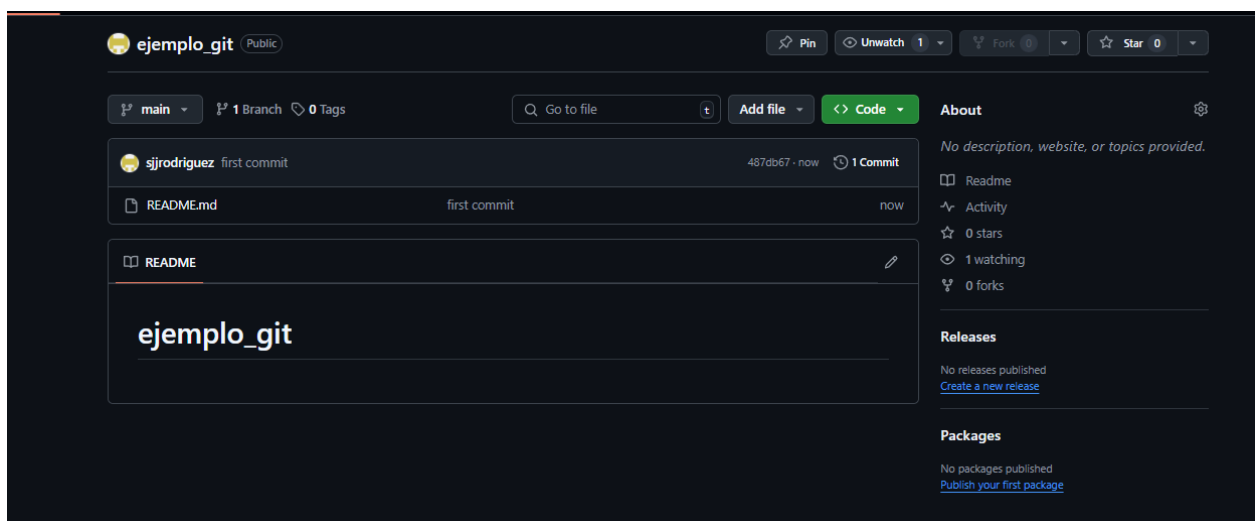 ejemplo_git Public
Pin
Unwatch 1
Fork 0
Star 0
main
1 Branch
0 Tags
Go to file
t
Add file
Code
sjjrodriguez first commit
487db67 · now
1 Commit
README.md first commit now
README
ejemplo_git
About
No description, website, or topics provided.
Readme
Activity
0 stars
1 watching
0 forks
Releases
No releases published
Create a new release
Packages
No packages published
Publish your first package